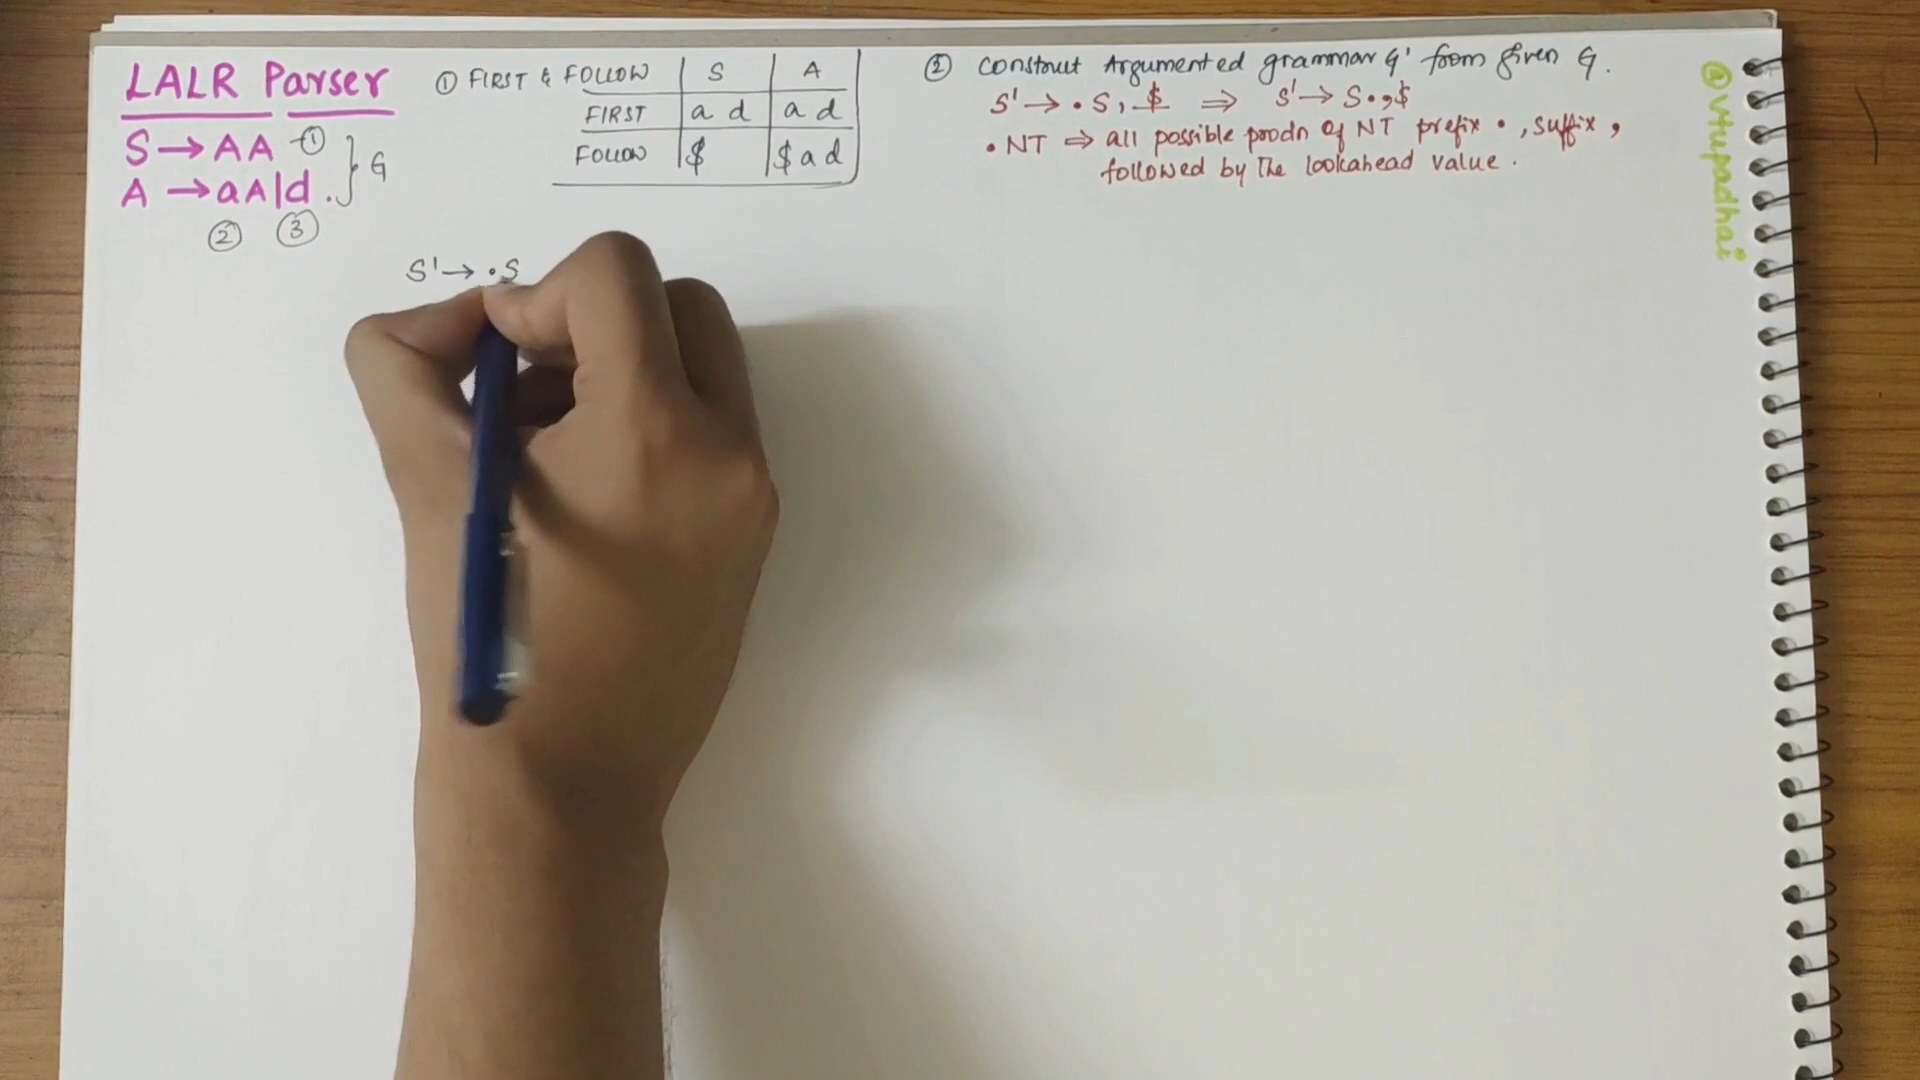 LALR Parser
S → AA ①
A → aA|d . } G
② ③
① FIRST & FOLLOW | S | A
FIRST | a d | a d
FOLLOW | $ | $ a d
② Construct Argumented grammar G' from given G.
S' → •S, $ ⇒ S' → S•,$
• NT ⇒ all possible prodn of NT prefix • , suffix ,
followed by the lookahead value .
S' → •S
@vtupadhai